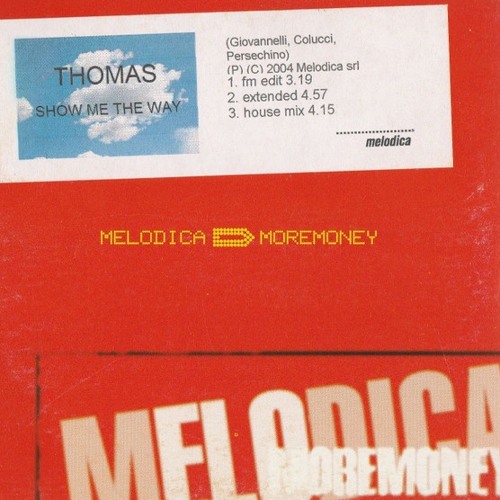 THOMAS
SHOW ME THE WAY
(Giovannelli, Colucci,
Persechino)
(P) (C) 2004 Melodica srl
1. fm edit 3.19
2. extended 4.57
3. house mix 4.15
melodica
MELODICA MOREMONEY
MELODICA
MOREMONEY